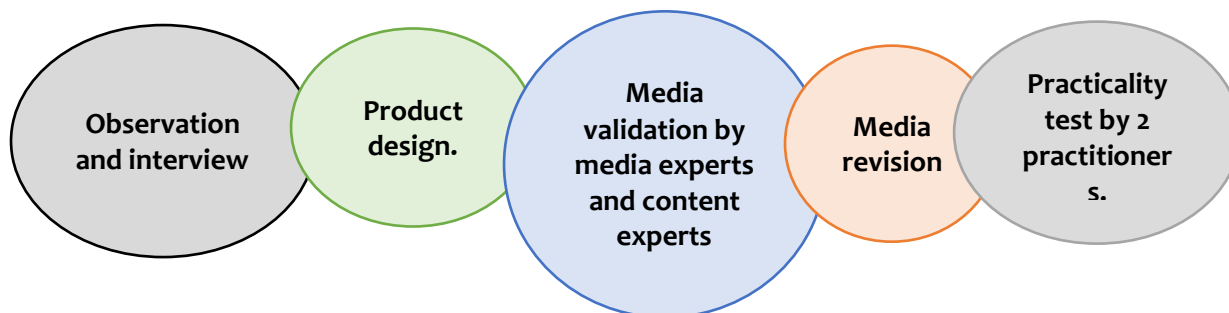 Observation
and interview
Product
design.
Media
validation by
media experts
and content
experts
Media
revision
Practicality
test by 2
practitioner
s.